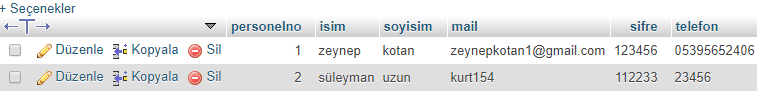 + Seçenekler
←T→ personelno isim soyisim mail sifre telefon
Düzenle Kopyala Sil 1 zeynep kotan zeynepkotan1@gmail.com 123456 05395652406
Düzenle Kopyala Sil 2 süleyman uzun kurt154 112233 23456